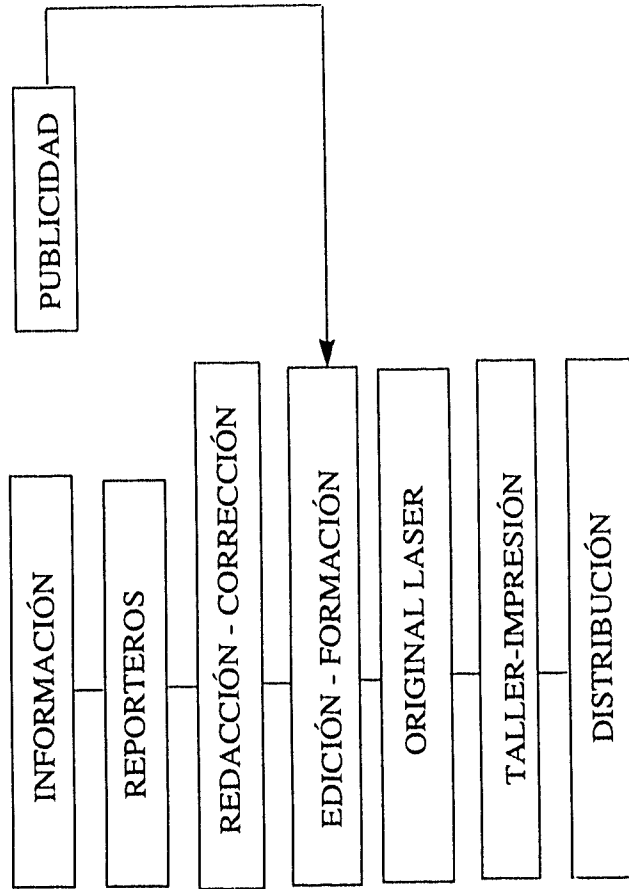 INFORMACIÓN
REPORTEROS
REDACCIÓN - CORRECCIÓN
EDICIÓN - FORMACIÓN
ORIGINAL LASER
TALLER-IMPRESIÓN
DISTRIBUCIÓN
PUBLICIDAD